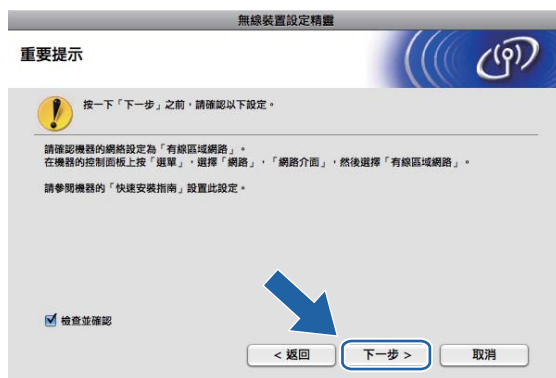 無線裝置設定精靈
重要提示
按一下「下一步」之前，請確認以下設定。
請確認機器的網絡設定為「有線區域網路」。
在機器的控制面板上按「選單」，選擇「網路」，「網路介面」，然後選擇「有線區域網路」。
請參閱機器的「快速安裝指南」設置此設定。
檢查並確認
< 返回
下一步 >
取消